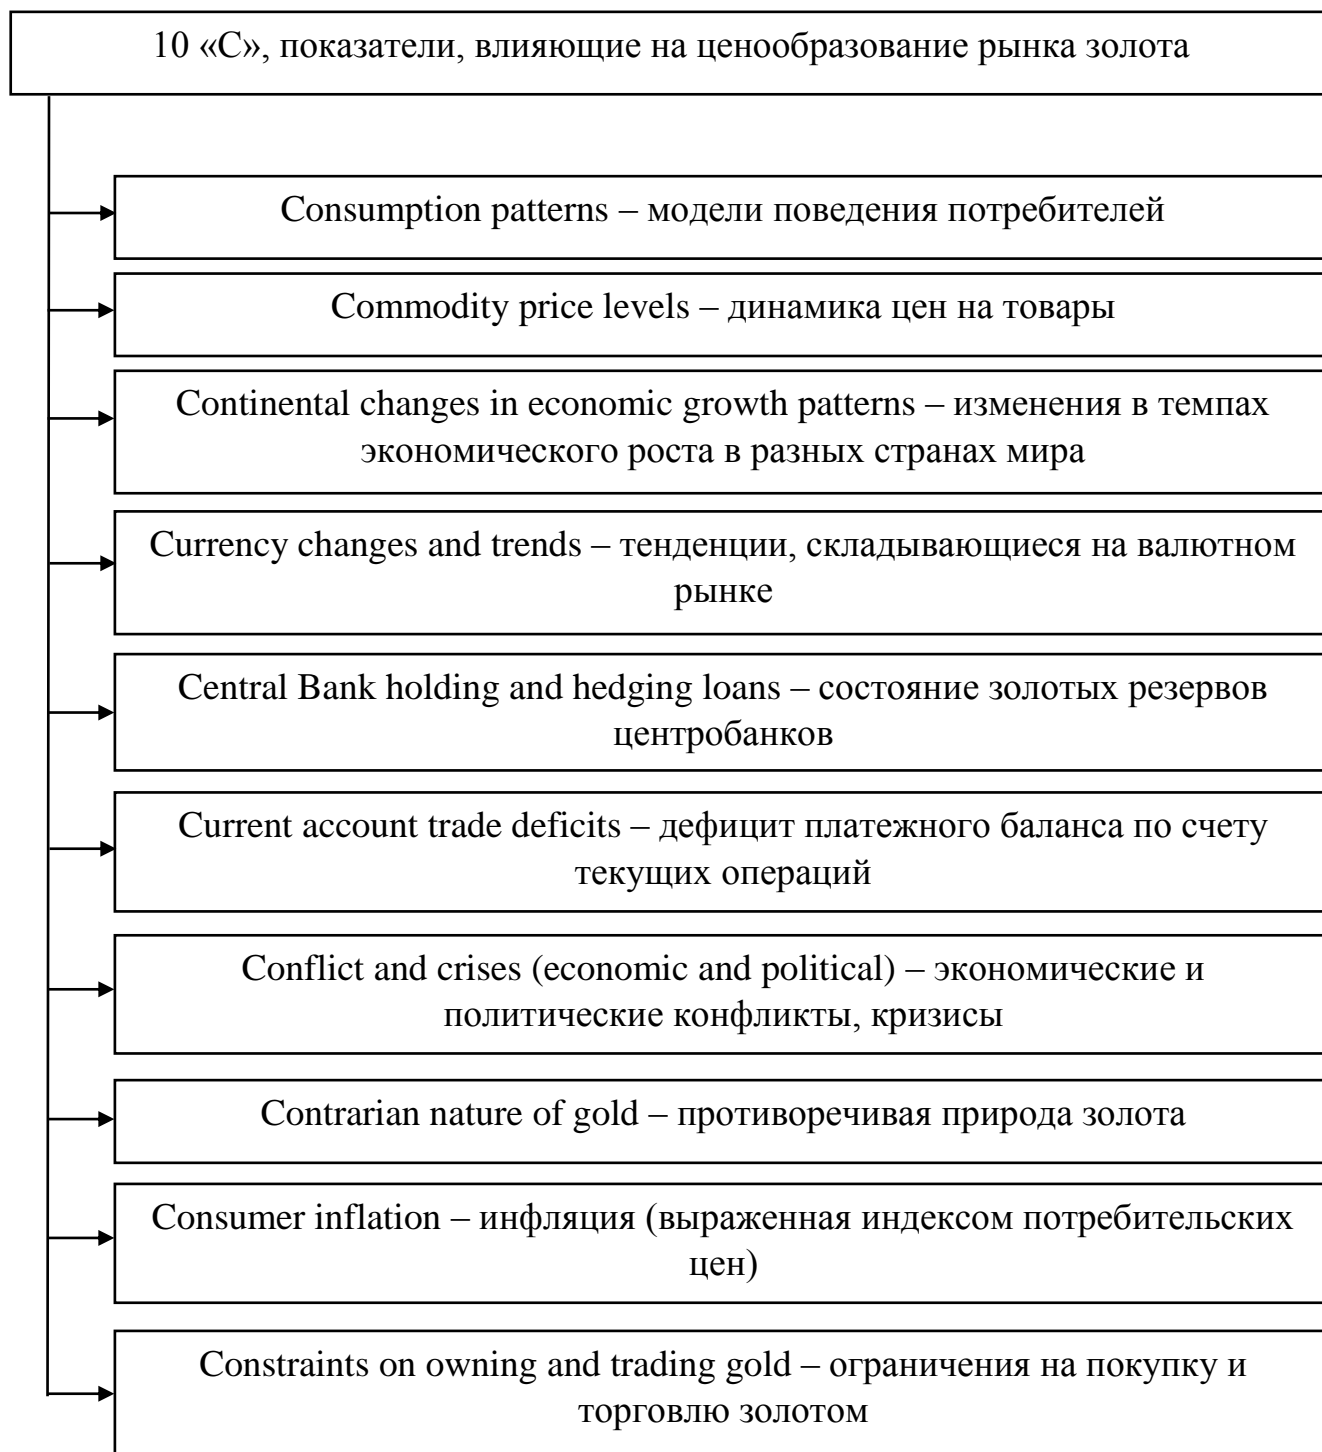 10 «С», показатели, влияющие на ценообразование рынка золота
Consumption patterns – модели поведения потребителей
Commodity price levels – динамика цен на товары
Continental changes in economic growth patterns – изменения в темпах
экономического роста в разных странах мира
Currency changes and trends – тенденции, складывающиеся на валютном
рынке
Central Bank holding and hedging loans – состояние золотых резервов
центробанков
Current account trade deficits – дефицит платежного баланса по счету
текущих операций
Conflict and crises (economic and political) – экономические и
политические конфликты, кризисы
Contrarian nature of gold – противоречивая природа золота
Consumer inflation – инфляция (выраженная индексом потребительских
цен)
Constraints on owning and trading gold – ограничения на покупку и
торговлю золотом